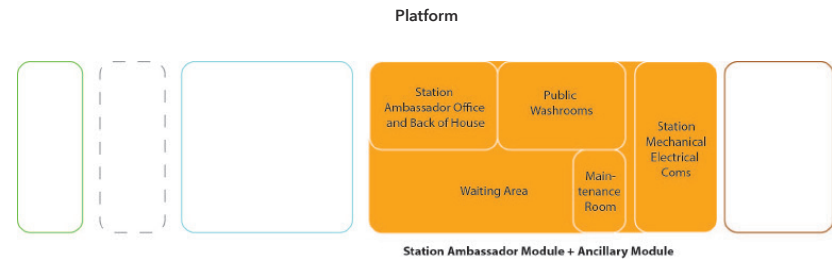 Platform
Station
Ambassador Office
and Back of House
Public
Washrooms
Station
Mechanical
Electrical
Coms
Waiting Area
Main-
tenance
Room
Station Ambassador Module + Ancillary Module